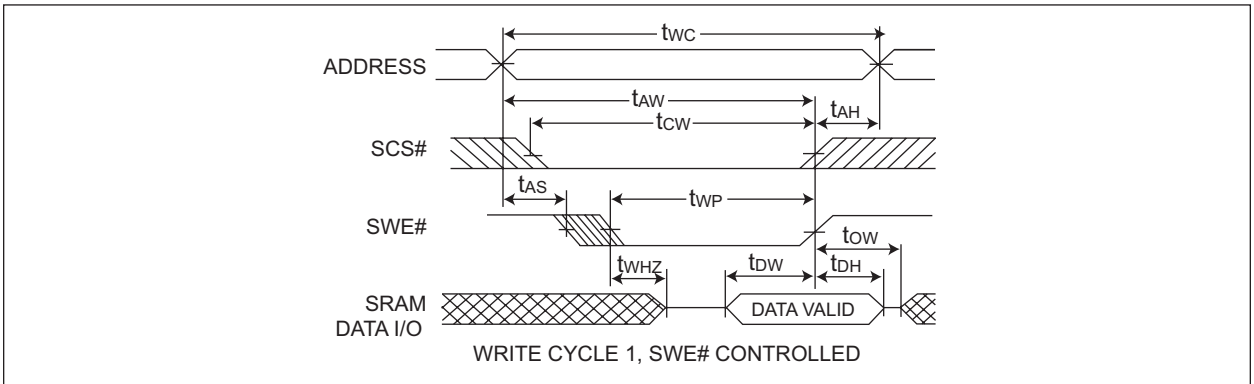 tWC
ADDRESS
tAW
tAH
tCW
SCS#
tAS
tWP
SWE#
tOW
tWHZ
tDW
tDH
SRAM
DATA I/O
DATA VALID
WRITE CYCLE 1, SWE# CONTROLLED